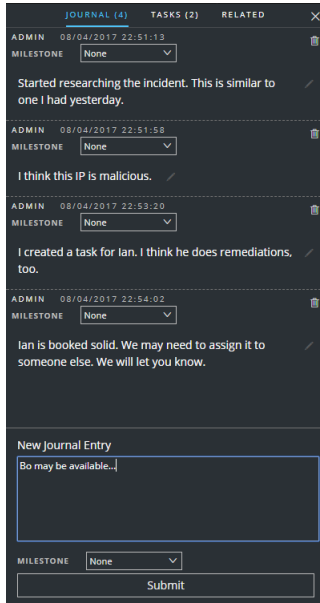 JOURNAL (4) TASKS (2) RELATED
ADMIN 08/04/2017 22:51:13
MILESTONE None
Started researching the incident. This is similar to
one I had yesterday.
ADMIN 08/04/2017 22:51:58
MILESTONE None
I think this IP is malicious.
ADMIN 08/04/2017 22:53:20
MILESTONE None
I created a task for Ian. I think he does remediations,
too.
ADMIN 08/04/2017 22:54:02
MILESTONE None
Ian is booked solid. We may need to assign it to
someone else. We will let you know.
New Journal Entry
Bo may be available...
MILESTONE None
Submit